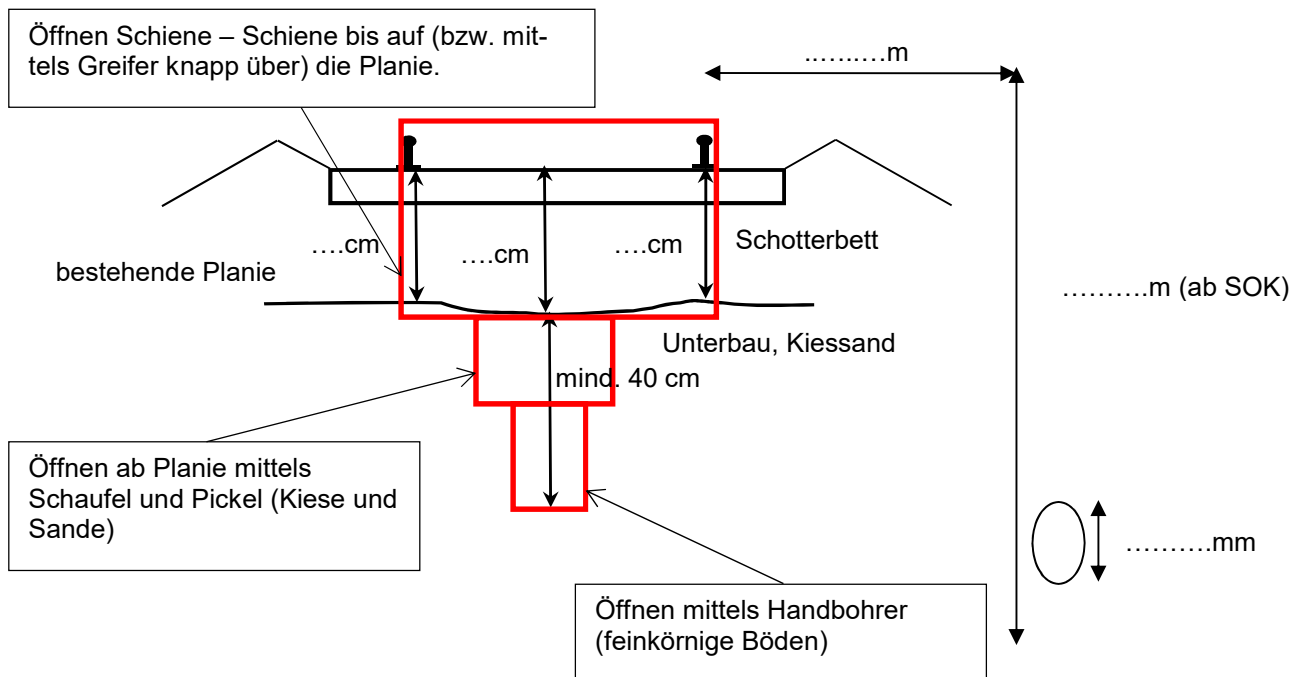 Öffnen Schiene – Schiene bis auf (bzw. mit-
tels Greifer knapp über) die Planie.
………m
….cm
….cm
….cm
Schotterbett
bestehende Planie
……….m (ab SOK)
Unterbau, Kiessand
mind. 40 cm
Öffnen ab Planie mittels
Schaufel und Pickel (Kiese und
Sande)
……….mm
Öffnen mittels Handbohrer
(feinkörnige Böden)